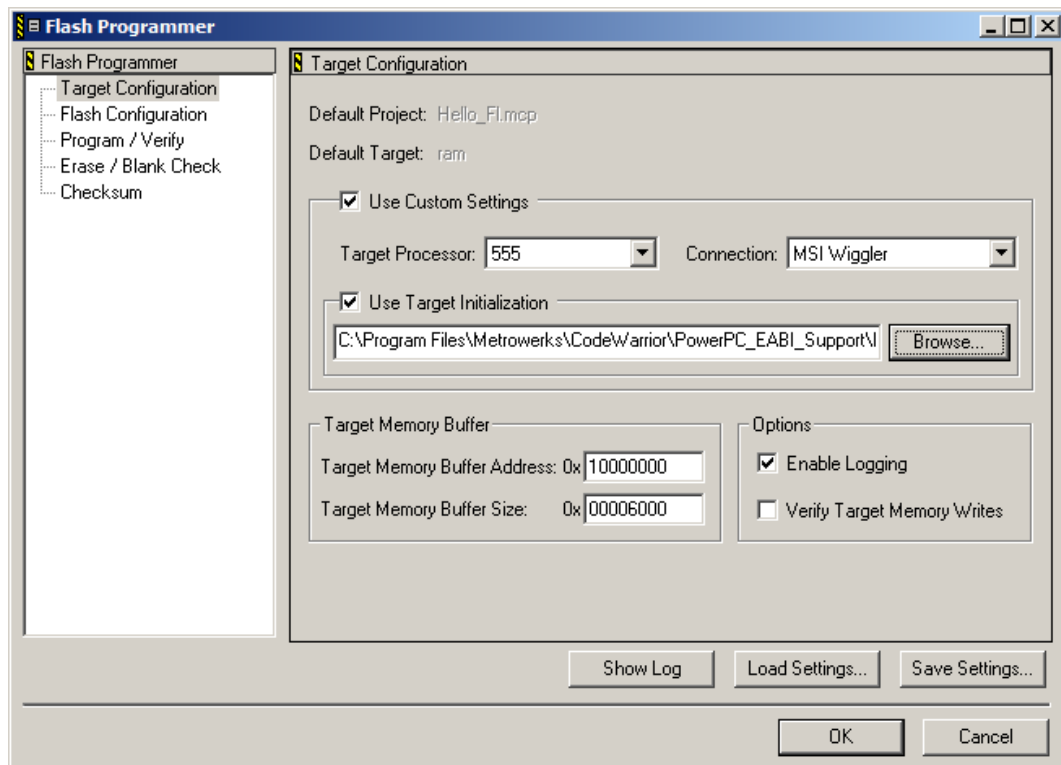 Flash Programmer
Flash Programmer
Target Configuration
Flash Configuration
Program / Verify
Erase / Blank Check
Checksum
Target Configuration
Default Project: Hello_FI.mcp
Default Target: ram
Use Custom Settings
Target Processor: 555 Connection: MSI Wiggler
Use Target Initialization
C:\Program Files\Metrowerks\CodeWarrior\PowerPC_EABI_Support\ Browse...
Target Memory Buffer
Target Memory Buffer Address: 0x 10000000
Target Memory Buffer Size: 0x 00006000
Options
Enable Logging
Verify Target Memory Writes
Show Log Load Settings... Save Settings...
OK Cancel